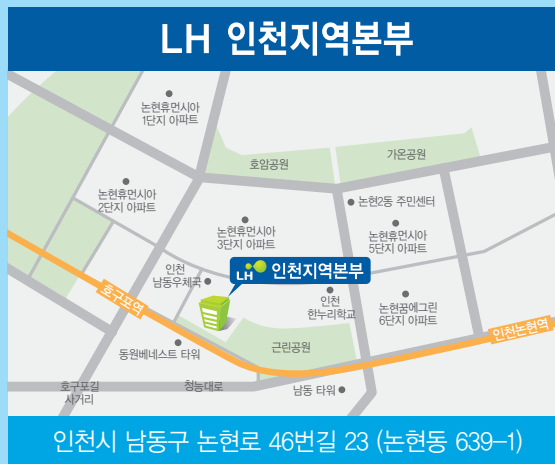 LH 인천지역본부
논현휴먼시아
1단지 아파트
호암공원
가온공원
논현휴먼시아
2단지 아파트
논현2동 주민센터
논현휴먼시아
3단지 아파트
논현휴먼시아
5단지 아파트
인천
남동우체국
LH 인천지역본부
호구포역
인천
한누리학교
논현꿈에그린
6단지 아파트
인천논현역
동원베네스트 타워
근린공원
호구포길
사거리
청능대로
남동 타워
인천시 남동구 논현로 46번길 23 (논현동 639-1)